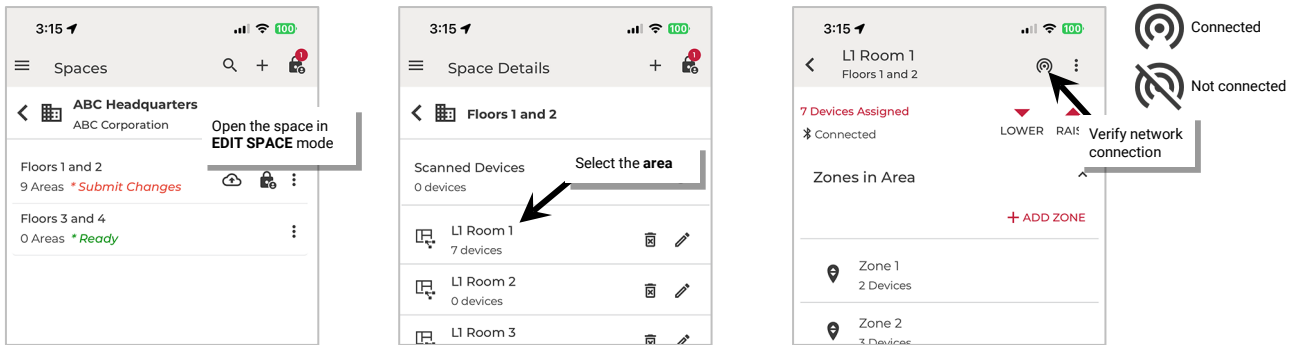 3:15
100
Spaces
1
ABC Headquarters
ABC Corporation
Open the space in
EDIT SPACE mode
Floors 1 and 2
9 Areas * Submit Changes
Floors 3 and 4
0 Areas * Ready
3:15
100
Space Details
1
Floors 1 and 2
Scanned Devices
0 devices
Select the area
L1 Room 1
7 devices
L1 Room 2
0 devices
L1 Room 3
3:15
100
L1 Room 1
Floors 1 and 2
7 Devices Assigned
Connected
LOWER
RAIS
Verify network
connection
Zones in Area
+ ADD ZONE
Zone 1
2 Devices
Zone 2
3 Devices
Connected
Not connected